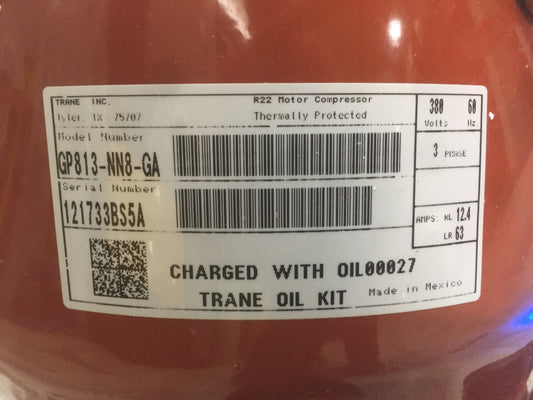 TRANE INC. R22 Motor Compressor
Tyler, TX 75707 Thermally Protected
Model Number
GP813-NN8-GA
Serial Number
121733BS5A
380 60
Volts Hz
3 PHASE
AMPS: RL 12.4
LR 63
CHARGED WITH OIL00027
TRANE OIL KIT Made in Mexico